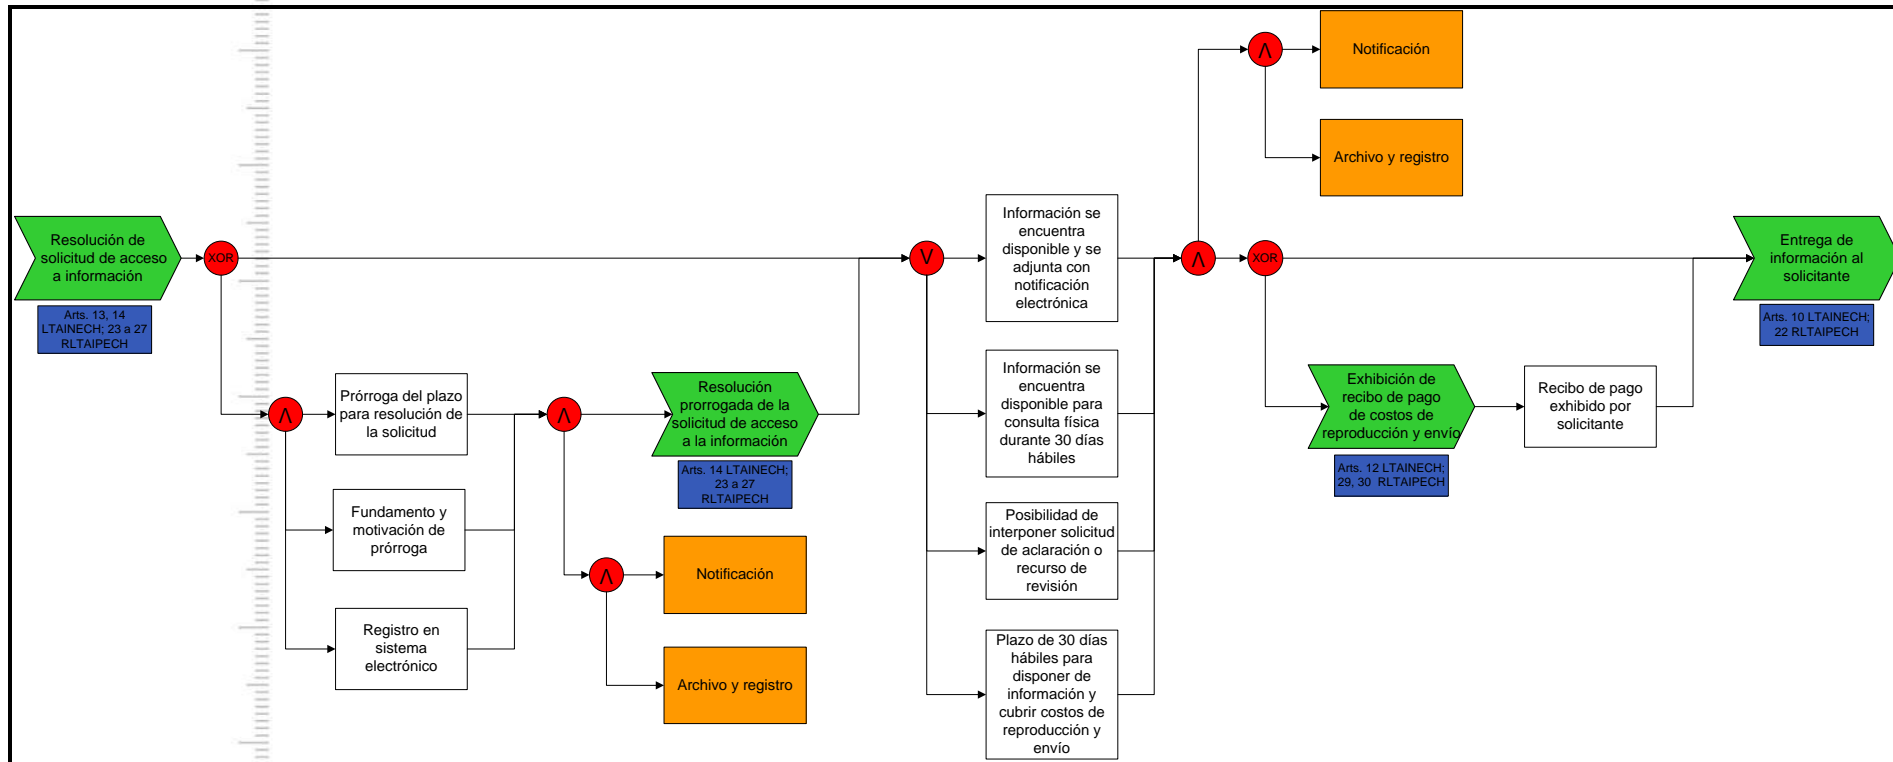 Notificación
Archivo y registro
Resolución de
solicitud de acceso
a información
XOR
Arts. 13, 14
LTAINECH; 23 a 27
RLTAIPECH
Λ
Prórroga del plazo
para resolución de
la solicitud
Fundamento y
motivación de
prórroga
Registro en
sistema
electrónico
Λ
Resolución
prorrogada de la
solicitud de acceso
a la información
Arts. 14 LTAINECH;
23 a 27
RLTAIPECH
Λ
Notificación
Archivo y registro
V
Información se
encuentra
disponible y se
adjunta con
notificación
electrónica
Información se
encuentra
disponible para
consulta física
durante 30 días
hábiles
Posibilidad de
interponer solicitud
de aclaración o
recurso de
revisión
Plazo de 30 días
hábiles para
disponer de
información y
cubrir costos de
reproducción y
envío
Λ
Λ
XOR
Exhibición de
recibo de pago
de costos de
reproducción y envío
Arts. 12 LTAINECH;
29, 30 RLTAIPECH
Recibo de pago
exhibido por
solicitante
Entrega de
información al
solicitante
Arts. 10 LTAINECH;
22 RLTAIPECH